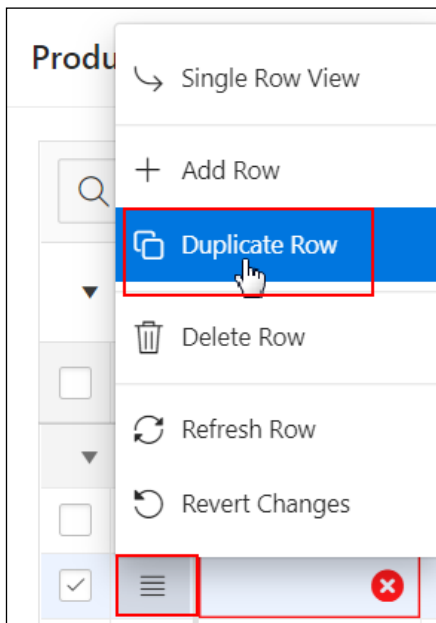 Produ
Single Row View
Add Row
Duplicate Row
Delete Row
Refresh Row
Revert Changes